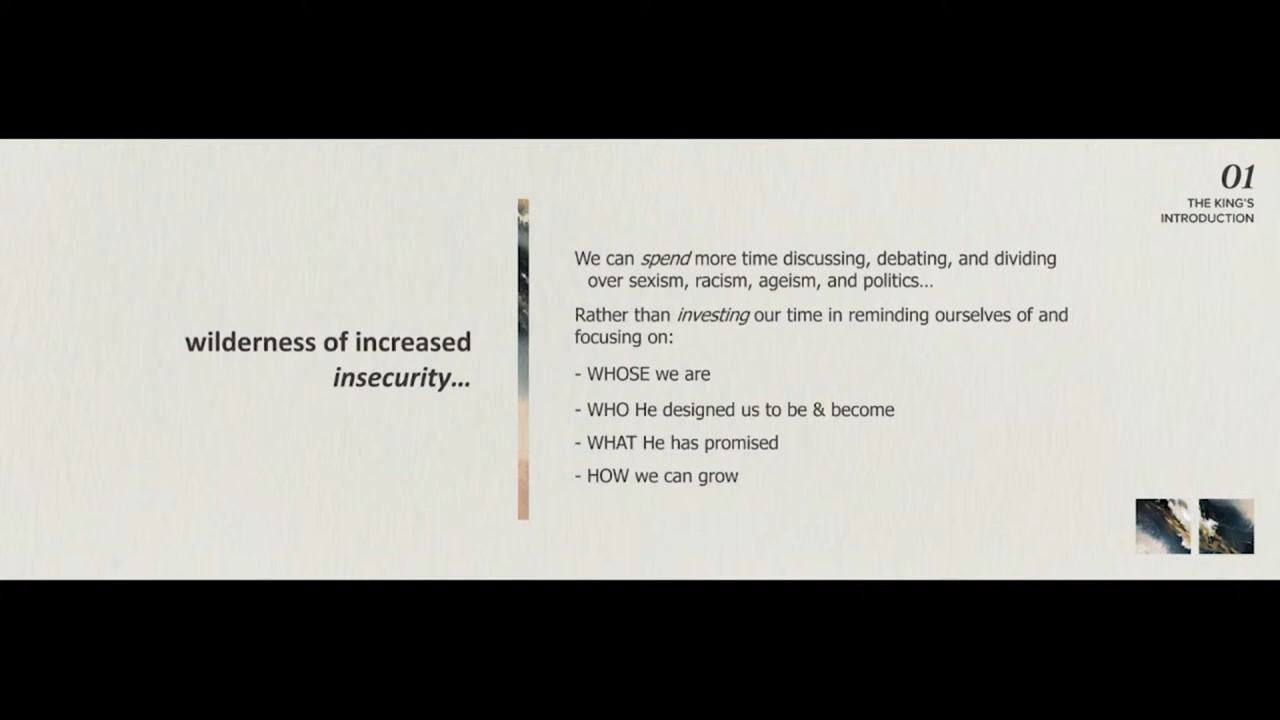 01
THE KING'S
INTRODUCTION
wilderness of increased
insecurity...
We can spend more time discussing, debating, and dividing
over sexism, racism, ageism, and politics...
Rather than investing our time in reminding ourselves of and
focusing on:
- WHOSE we are
- WHO He designed us to be & become
- WHAT He has promised
- HOW we can grow